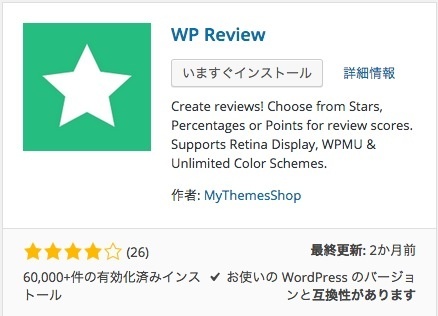 WP Review
いますぐインストール 詳細情報
Create reviews! Choose from Stars,
Percentages or Points for review scores.
Supports Retina Display, WPMU &
Unlimited Color Schemes.
作者: MyThemesShop
(26)
最終更新: 2か月前
60,000+件の有効化済みインス
トール
✔ お使いの WordPress のバージョ
ンと互換性があります